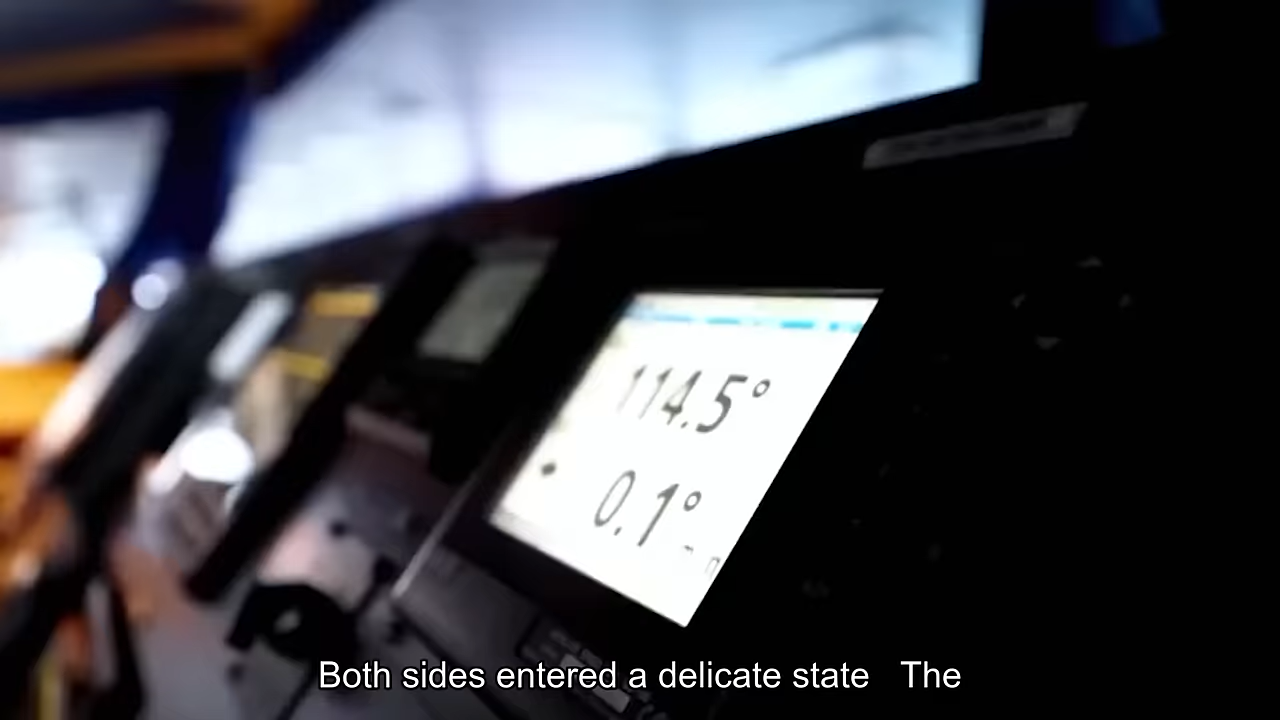 114.5°
0.1°
Both sides entered a delicate state The